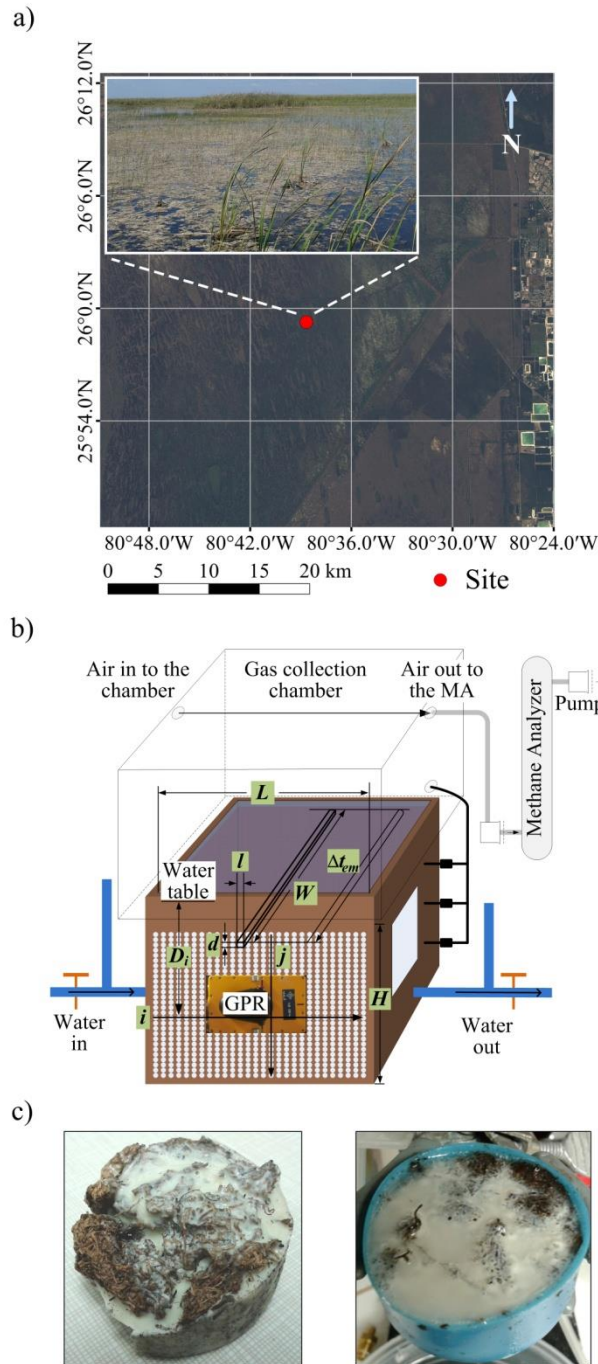 a)
26°12.0'N
26°6.0'N
26°0.0'N
25°54.0'N
N
80°48.0'W 80°42.0'W 80°36.0'W 80°30.0'W 80°24.0'W
0 5 10 15 20 km
Site
b)
Air in to the
chamber
Gas collection
chamber
Air out to
the MA
Pump
Methane Analyzer
L
l
Δt_em
W
Water
table
d
D_i
j
GPR
H
i
Water
in
Water
out
c)